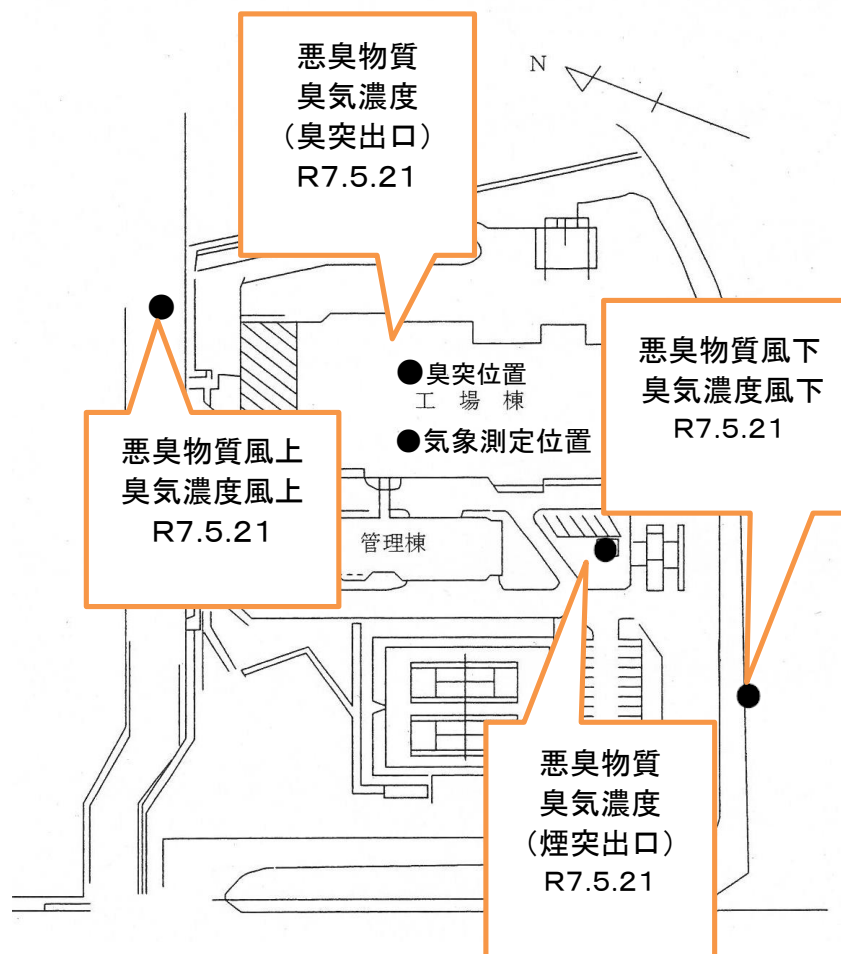 悪臭物質
臭気濃度
（臭突出口）
R7.5.21
N
悪臭物質風下
臭気濃度風下
R7.5.21
●臭突位置
工場棟
●気象測定位置
悪臭物質風上
臭気濃度風上
R7.5.21
管理棟
悪臭物質
臭気濃度
（煙突出口）
R7.5.21